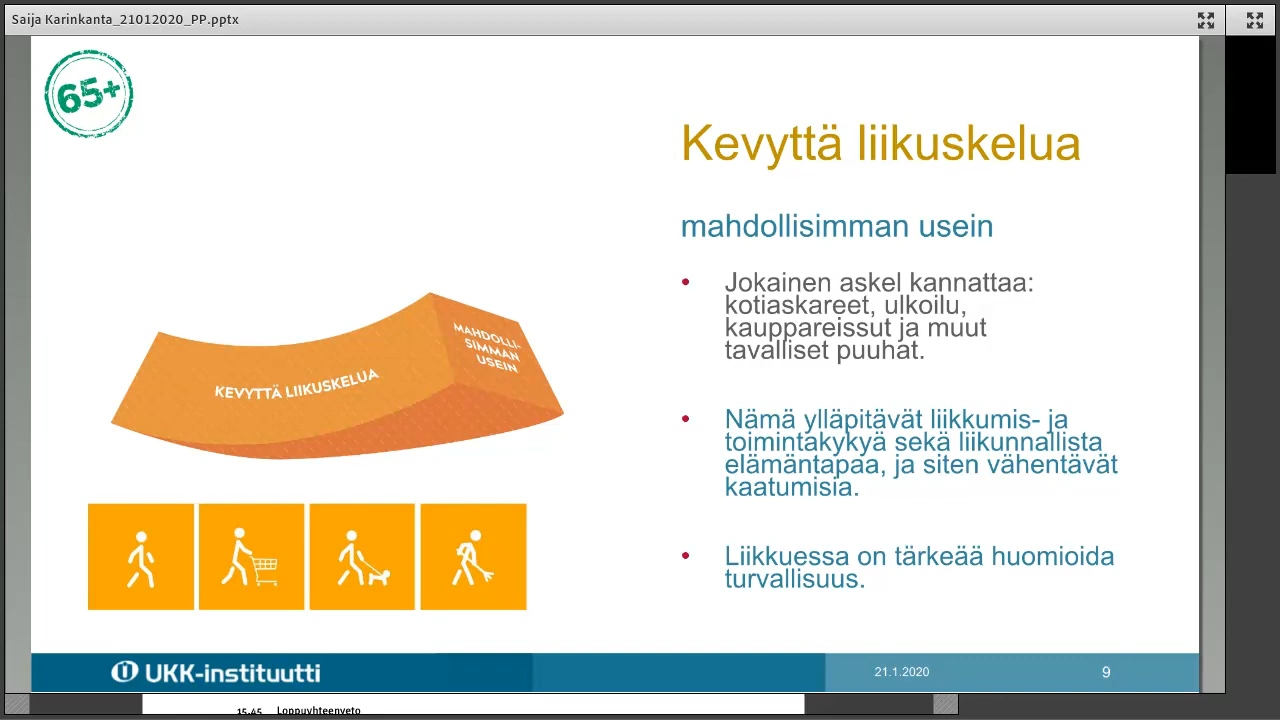 Saija Karinkanta_21012020_PP.pptx
65+
Kevyttä liikuskelua
mahdollisimman usein
• Jokainen askel kannattaa:
kotiaskareet, ulkoilu,
kauppareissut ja muut
tavalliset puuhat.
• Nämä ylläpitävät liikkumis- ja
toimintakykyä sekä liikunnallista
elämäntapaa, ja siten vähentävät
kaatumisia.
• Liikkuessa on tärkeää huomioida
turvallisuus.
KEVYTTÄ LIIKUSKELUA
MAHDOLLI-
SIMMAN
USEIN
UKK-instituutti
21.1.2020
9
15.45 Loppuyhteenveto